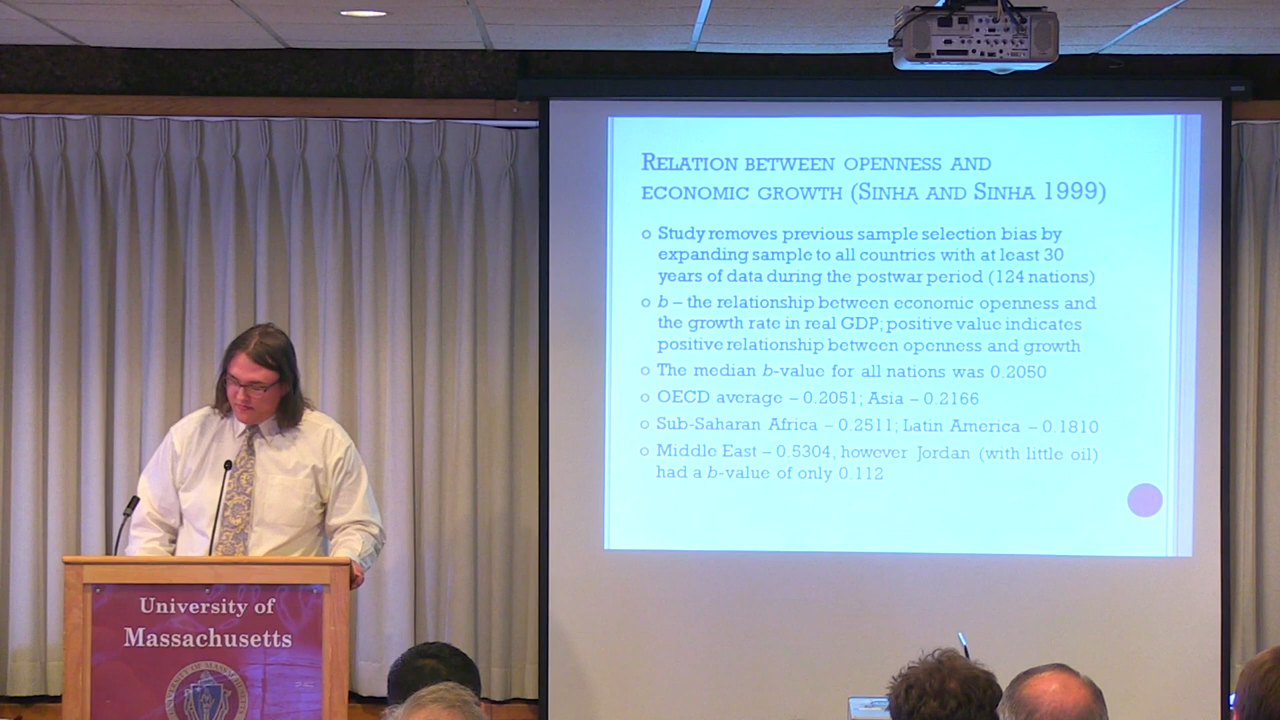 RELATION BETWEEN OPENNESS AND
ECONOMIC GROWTH (SINHA AND SINHA 1999)
Study removes previous sample selection bias by
expanding sample to all countries with at least 30
years of data during the postwar period (124 nations)
b – the relationship between economic openness and
the growth rate in real GDP; positive value indicates
positive relationship between openness and growth
The median b-value for all nations was 0.2050
OECD average – 0.2051; Asia – 0.2166
Sub-Saharan Africa – 0.2511; Latin America – 0.1810
Middle East – 0.5304, however Jordan (with little oil)
had a b-value of only 0.112
University of
Massachusetts